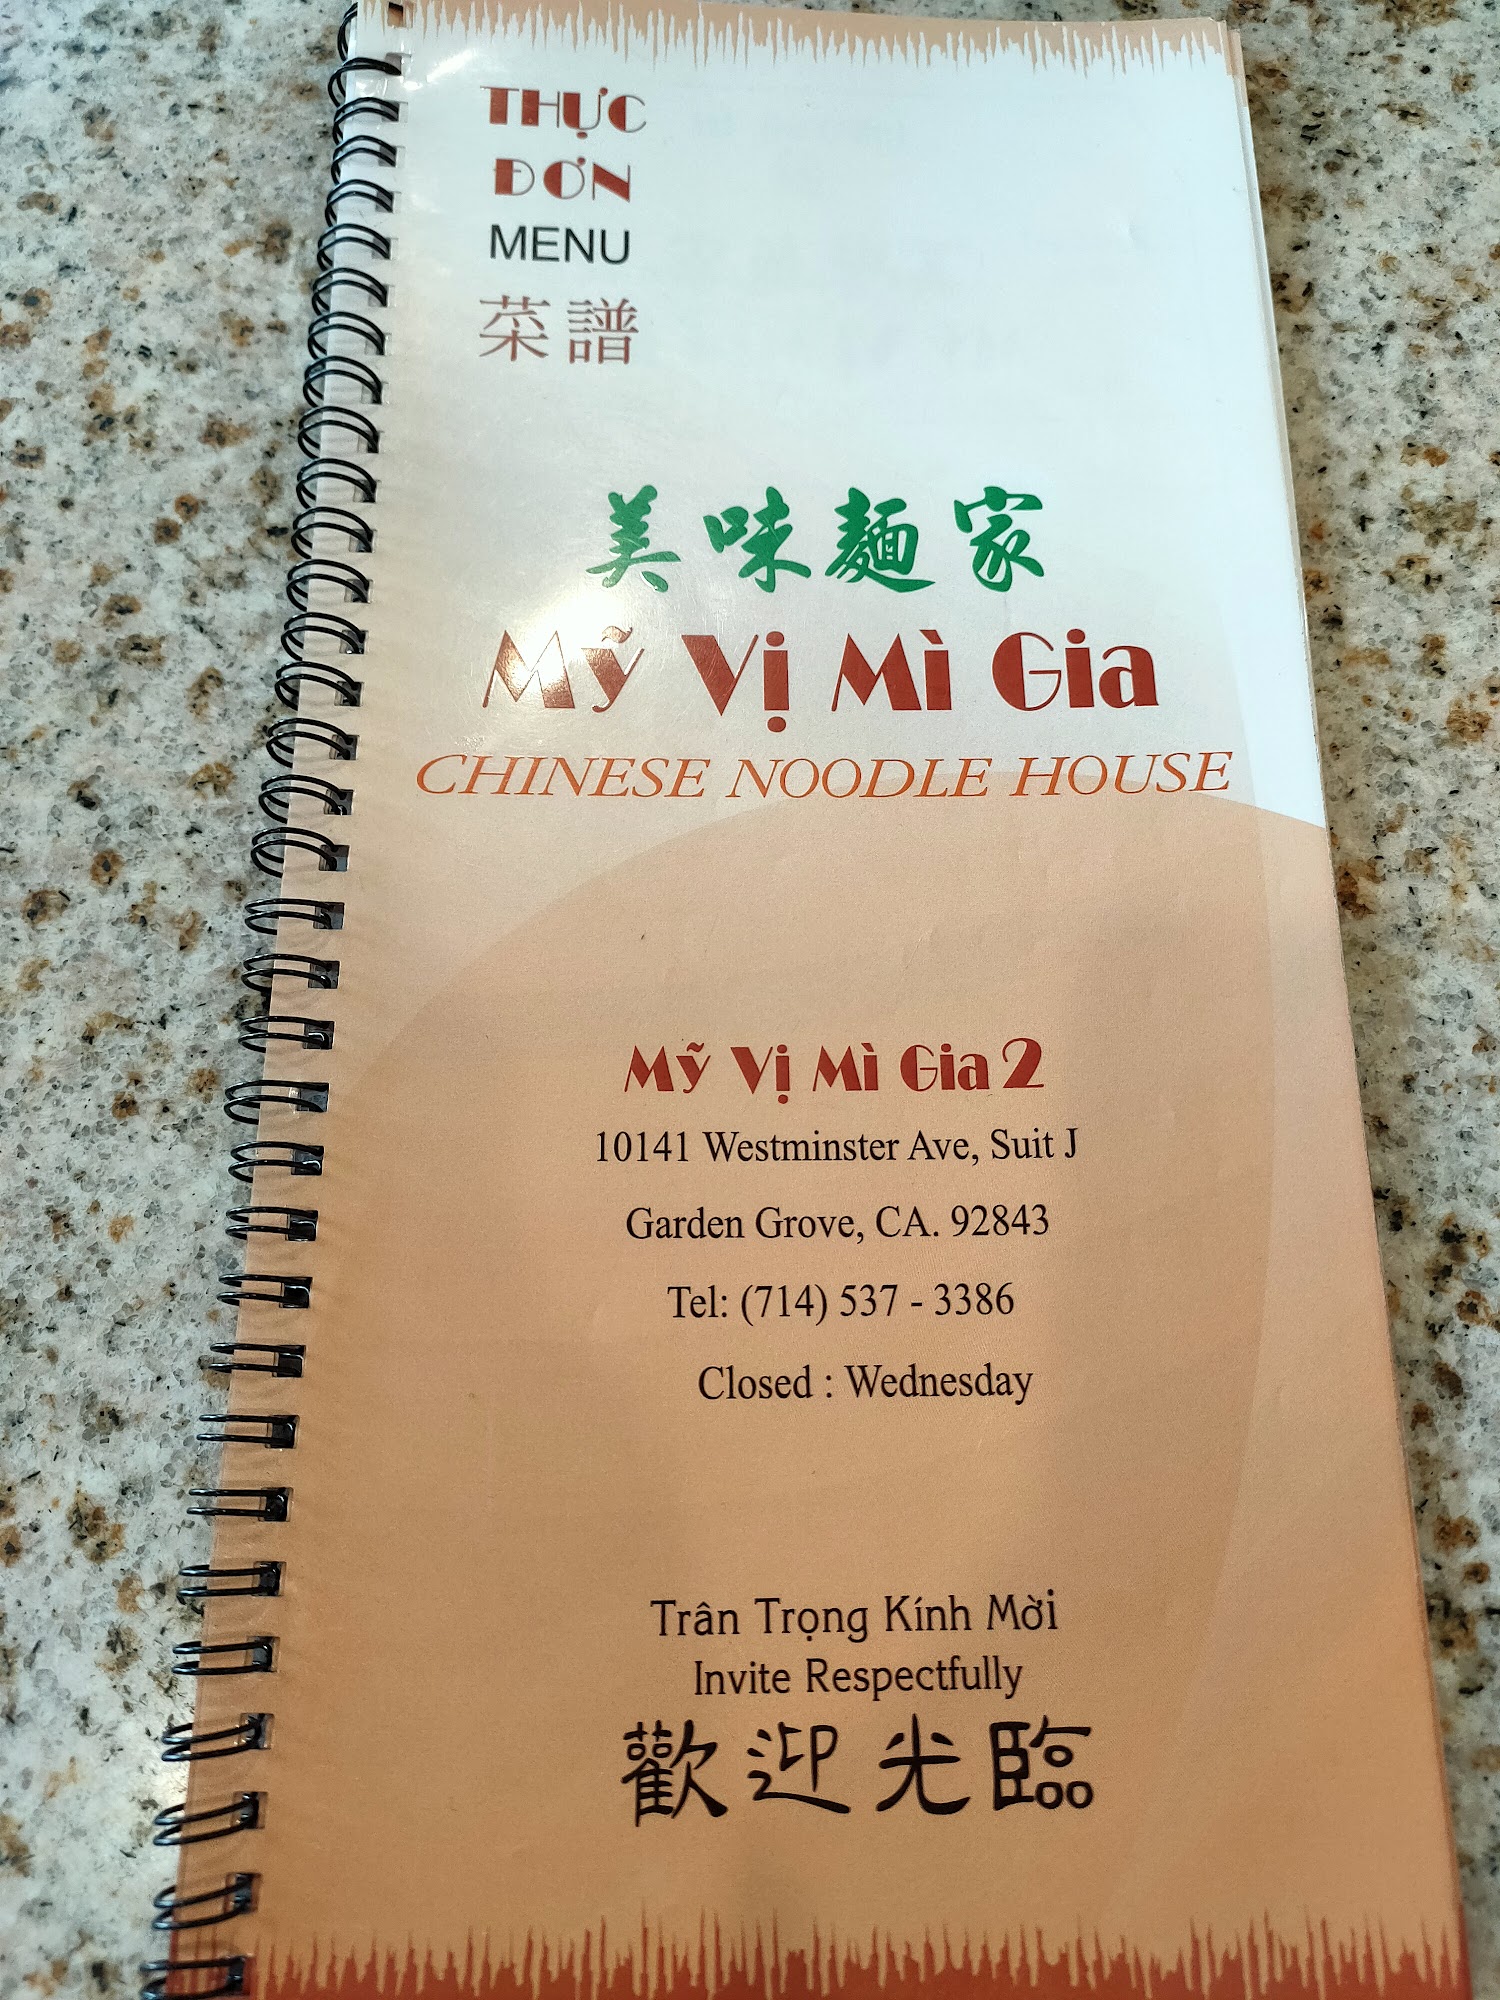 THỰC
ĐƠN
MENU
菜譜
美味麵家
Mỹ Vị Mì Gia
CHINESE NOODLE HOUSE
Mỹ Vị Mì Gia 2
10141 Westminster Ave, Suit J
Garden Grove, CA. 92843
Tel: (714) 537 - 3386
Closed : Wednesday
Trân Trọng Kính Mời
Invite Respectfully
歡迎光臨